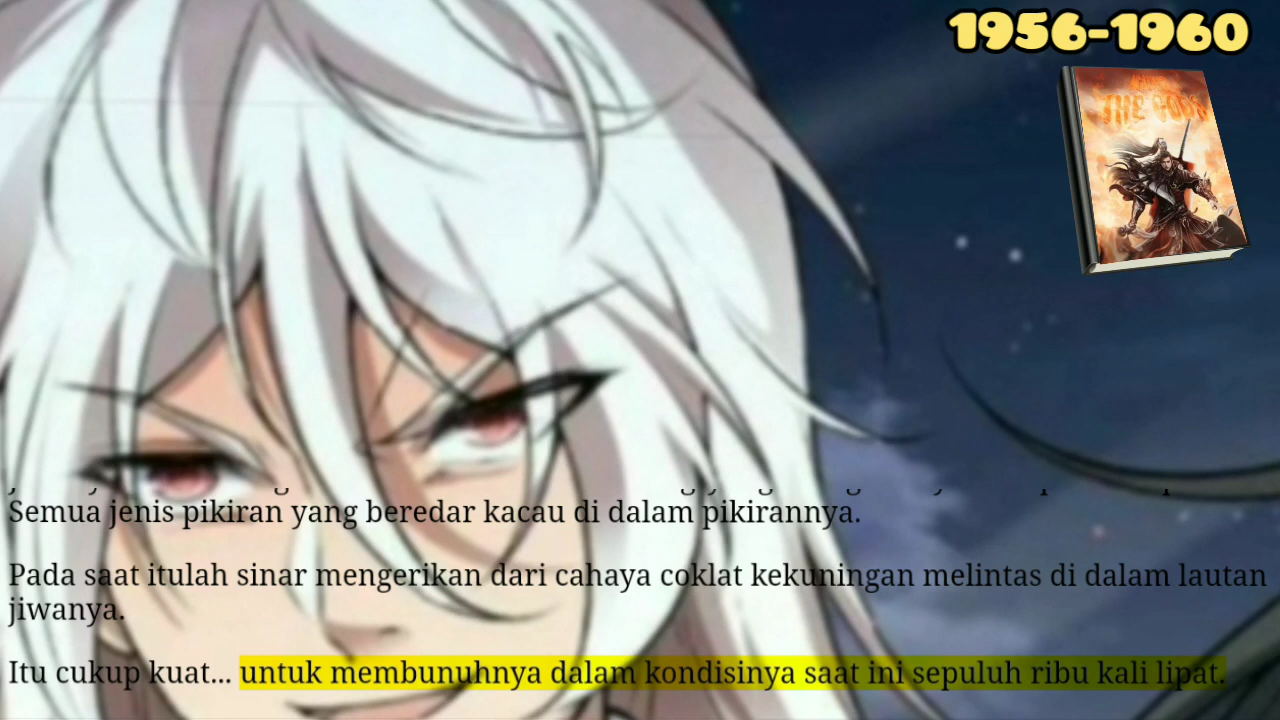 1956-1960
THE GODS
Semua jenis pikiran yang beredar kacau di dalam pikirannya.
Pada saat itulah sinar mengerikan dari cahaya coklat kekuningan melintas di dalam lautan
jiwanya.
Itu cukup kuat... untuk membunuhnya dalam kondisinya saat ini sepuluh ribu kali lipat.